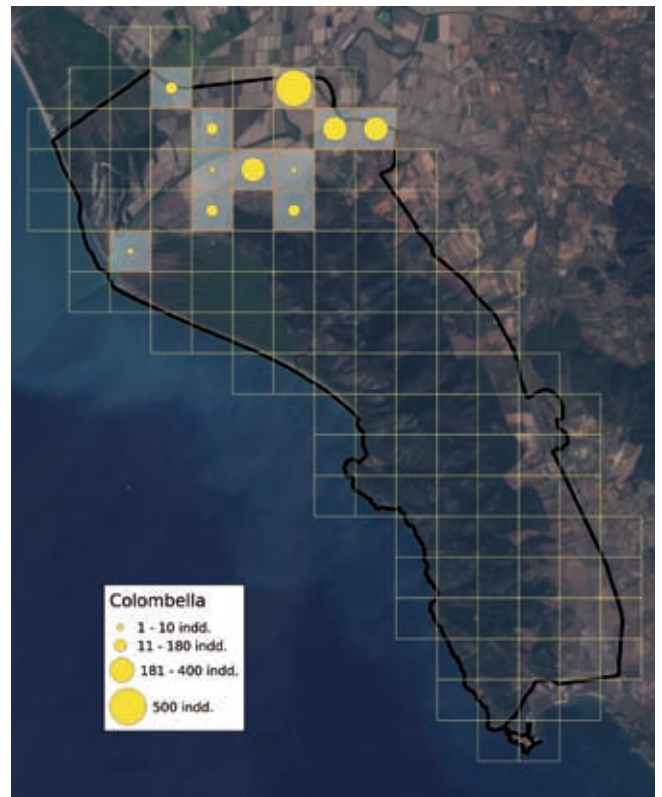 Colombella
1 - 10 indd.
11 - 180 indd.
181 - 400 indd.
500 indd.